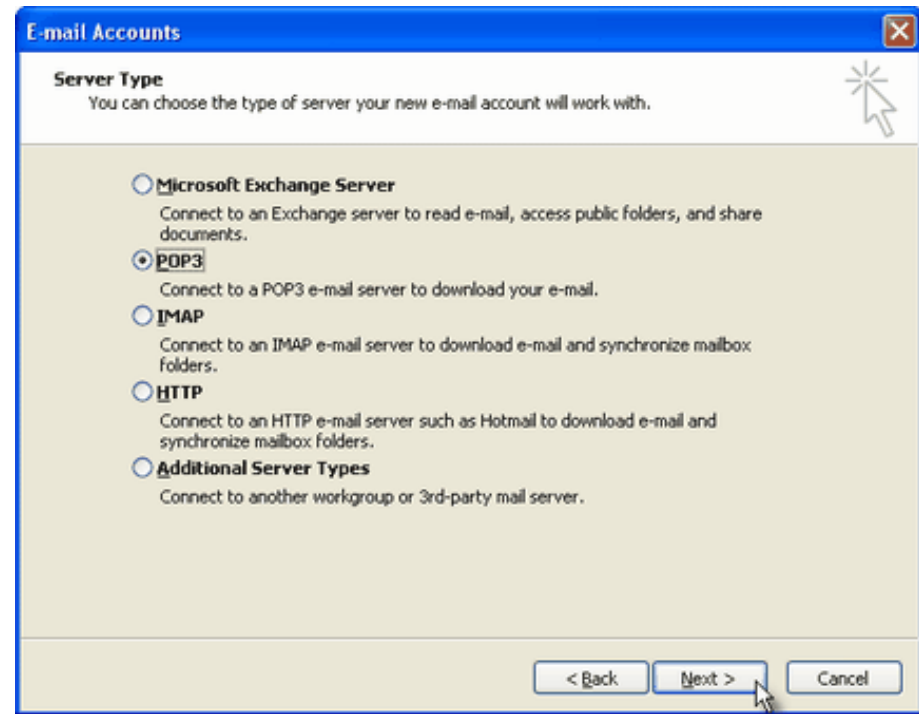 E-mail Accounts
Server Type
You can choose the type of server your new e-mail account will work with.
Microsoft Exchange Server
Connect to an Exchange server to read e-mail, access public folders, and share
documents.
POP3
Connect to a POP3 e-mail server to download your e-mail.
IMAP
Connect to an IMAP e-mail server to download e-mail and synchronize mailbox
folders.
HTTP
Connect to an HTTP e-mail server such as Hotmail to download e-mail and
synchronize mailbox folders.
Additional Server Types
Connect to another workgroup or 3rd-party mail server.
< Back Next > Cancel